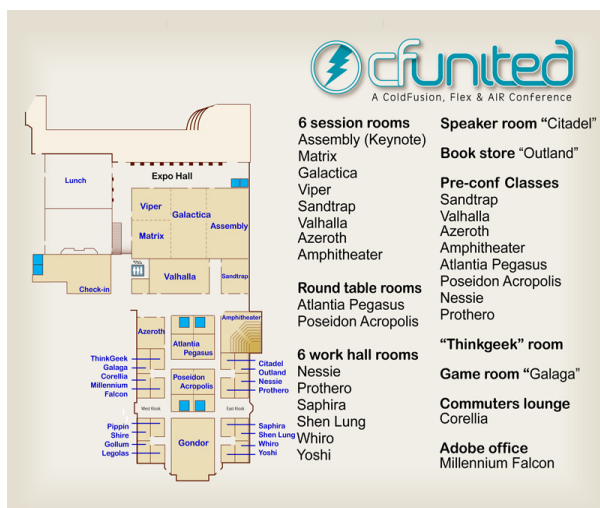 cfunited
A ColdFusion, Flex & AIR Conference
6 session rooms
Assembly (Keynote)
Matrix
Galactica
Viper
Sandtrap
Valhalla
Azeroth
Amphitheater
Round table rooms
Atlantia Pegasus
Poseidon Acropolis
6 work hall rooms
Nessie
Prothero
Saphira
Shen Lung
Whiro
Yoshi
Speaker room “Citadel”
Book store “Outland”
Pre-conf Classes
Sandtrap
Valhalla
Azeroth
Amphitheater
Atlantia Pegasus
Poseidon Acropolis
Nessie
Prothero
“Thinkgeek” room
Game room “Galaga”
Commuters lounge
Corellia
Adobe office
Millennium Falcon
Lunch
Expo Hall
Viper
Galactica
Assembly
Matrix
Valhalla
Sandtrap
Check-in
Amphitheater
Azeroth
Atlantia
Pegasus
ThinkGeek
Galaga
Corellia
Millennium
Falcon
Poseidon
Acropolis
Citadel
Outland
Nessie
Prothero
West Kiosk
East Kiosk
Pippin
Shire
Gollum
Legolas
Gondor
Saphira
Shen Lung
Whiro
Yoshi